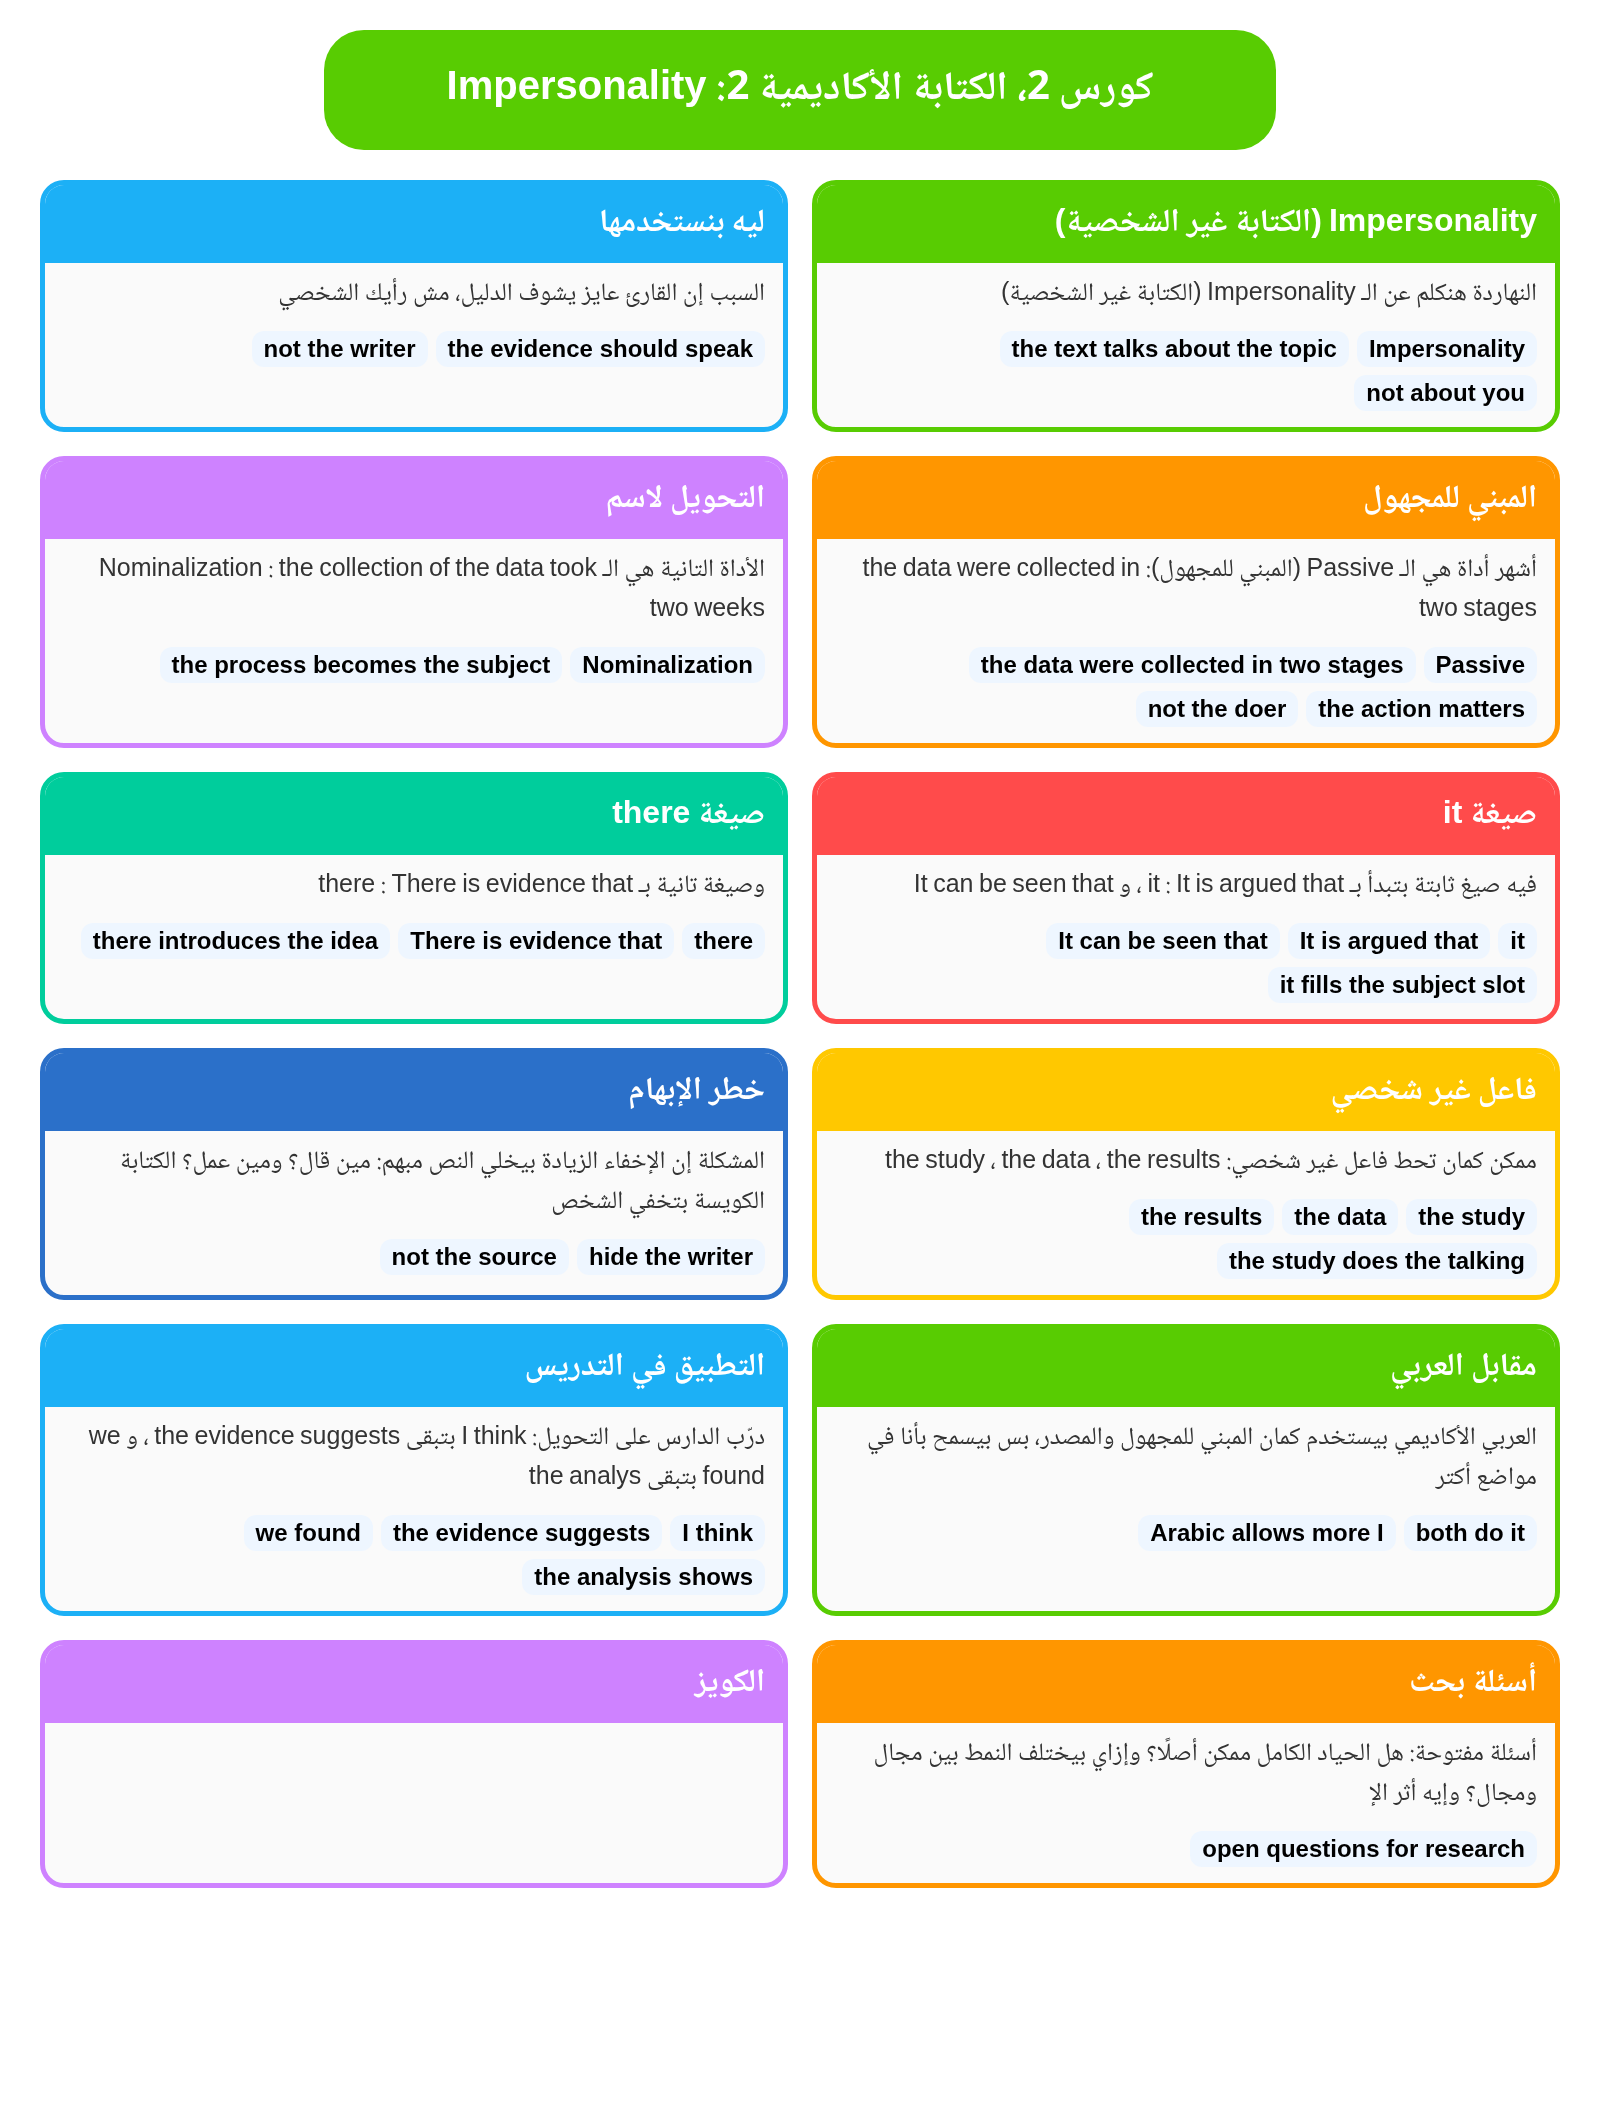 كورس 2، الكتابة الأكاديمية 2: Impersonality
Impersonality (الكتابة غير الشخصية)
النهاردة هنكلم عن الـ Impersonality (الكتابة غير الشخصية)
Impersonality the text talks about the topic
not about you
ليه بنستخدمها
السبب إن القارئ عايز يشوف الدليل، مش رأيك الشخصي
the evidence should speak not the writer
المبني للمجهول
أشهر أداة هي الـ Passive (المبني للمجهول): the data were collected in
two stages
Passive the data were collected in two stages
the action matters not the doer
التحويل لاسم
الأداة التانية هي الـ Nominalization : the collection of the data took
two weeks
Nominalization the process becomes the subject
صيغة it
فيه صيغ ثابتة بتبدأ بـ it : It is argued that ، و It can be seen that
it It is argued that It can be seen that
it fills the subject slot
صيغة there
وصيغة تانية بـ there : There is evidence that
there There is evidence that there introduces the idea
فاعل غير شخصي
ممكن كمان تحط فاعل غير شخصي: the study ، the data ، the results
the study the data the results
the study does the talking
خطر الإبهام
المشكلة إن الإخفاء الزيادة بيخلي النص مبهم: مين قال؟ ومين عمل؟ الكتابة
الكويسة بتخفي الشخص
hide the writer not the source
مقابل العربي
العربي الأكاديمي بيستخدم كمان المبني للمجهول والمصدر، بس بيسمح بأنا في
مواضع أكتر
both do it Arabic allows more I
التطبيق في التدريس
درّب الدارس على التحويل: I think بتبقى the evidence suggests ، و we
found بتبقى the analys
I think the evidence suggests we found
the analysis shows
أسئلة بحث
أسئلة مفتوحة: هل الحياد الكامل ممكن أصلًا؟ وإزاي بيختلف النمط بين مجال
ومجال؟ وإيه أثر الإ
open questions for research
الكويز